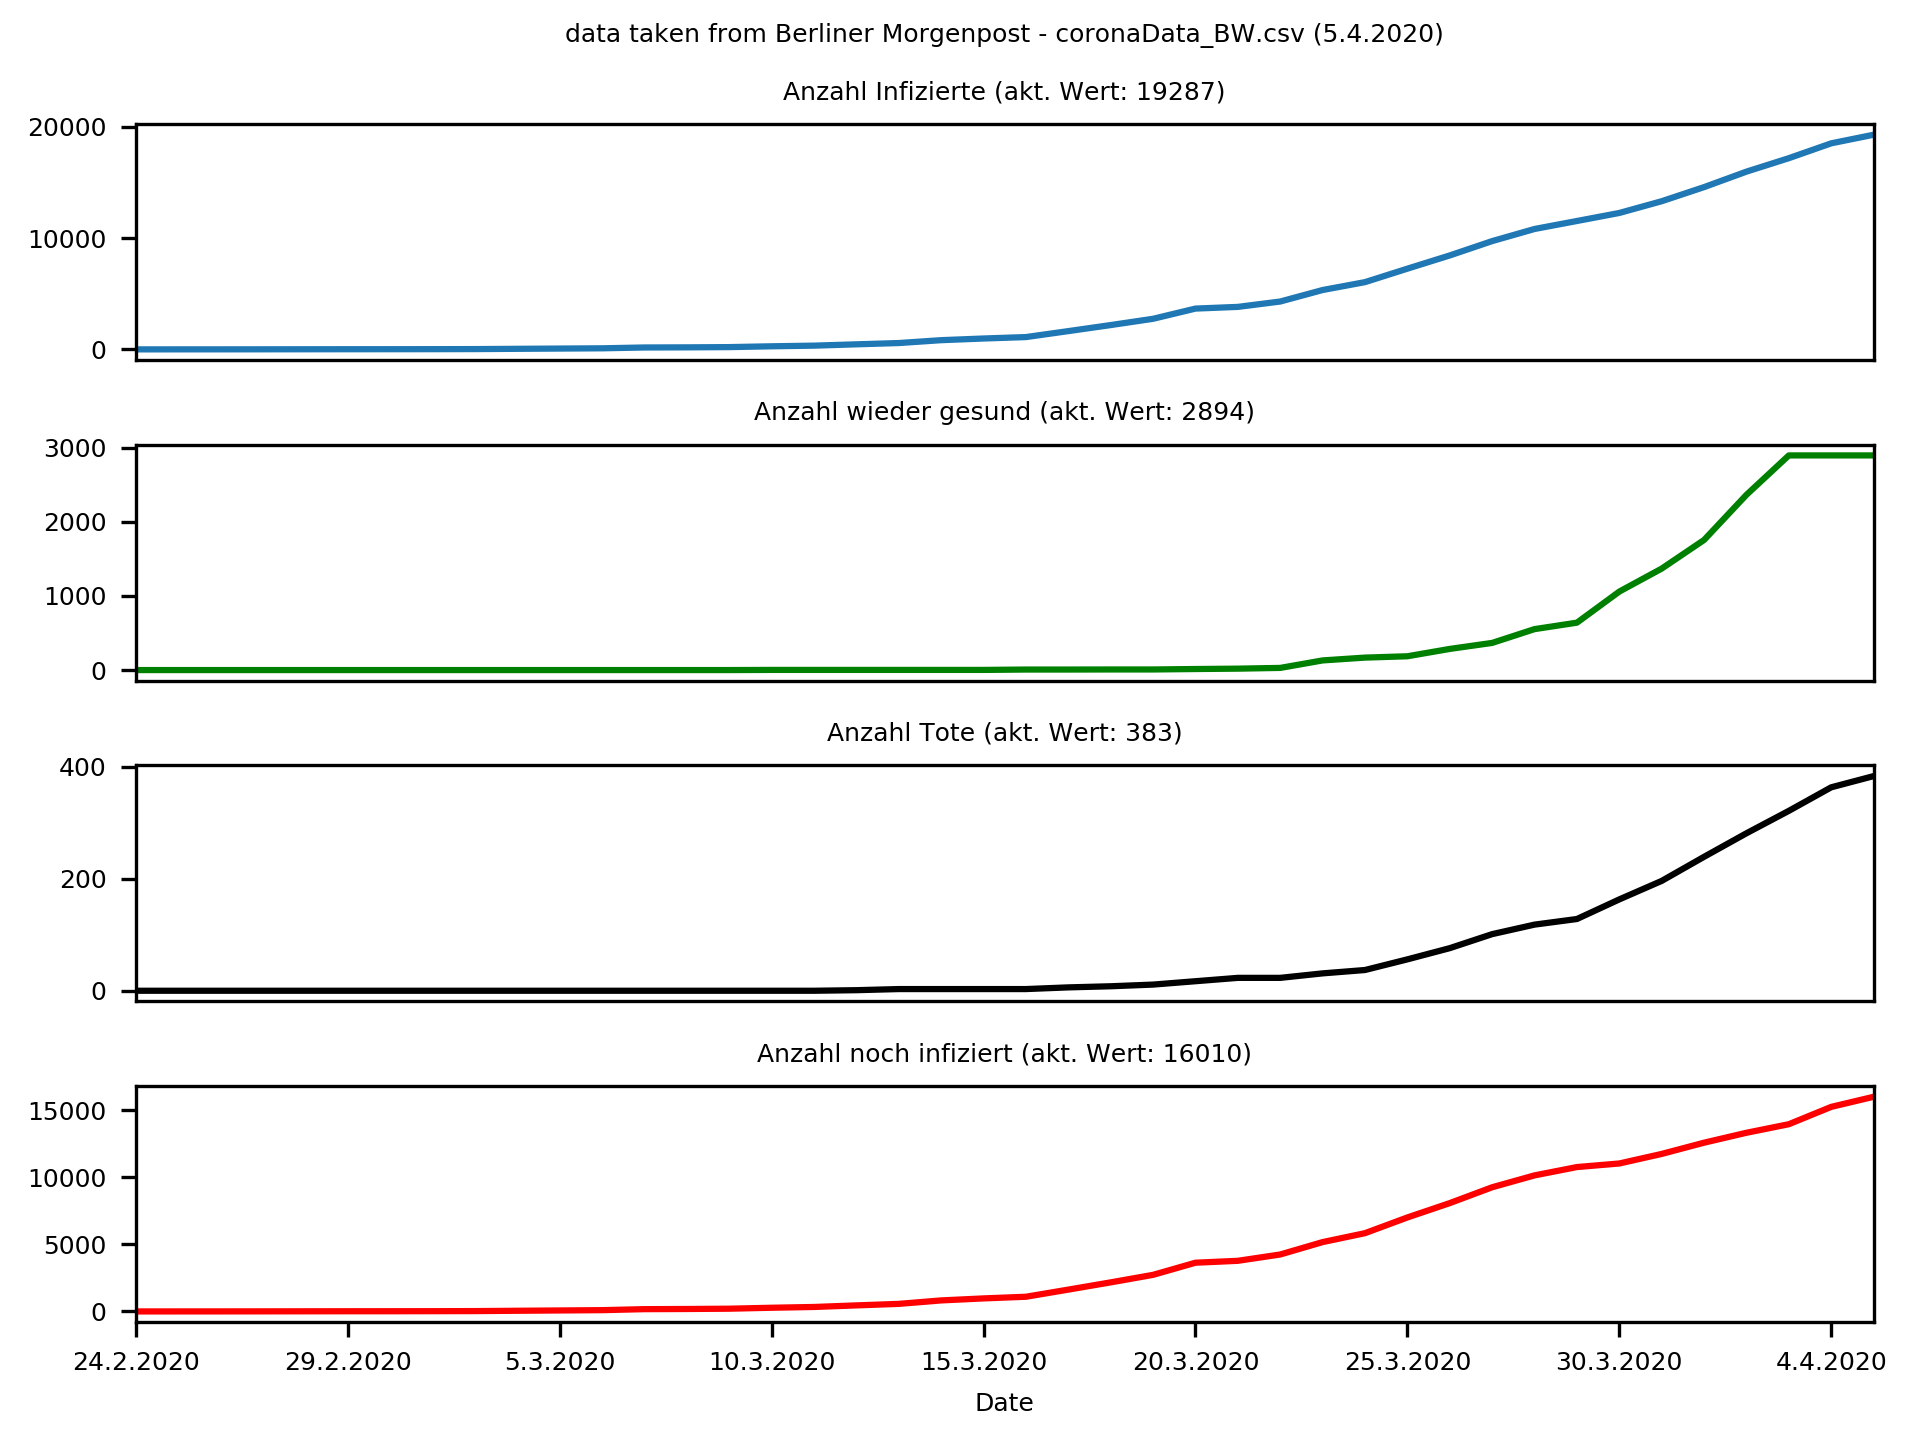 data taken from Berliner Morgenpost - coronaData_BW.csv (5.4.2020)
Anzahl Infizierte (akt. Wert: 19287)
20000
10000
0
Anzahl wieder gesund (akt. Wert: 2894)
3000
2000
1000
0
Anzahl Tote (akt. Wert: 383)
400
200
0
Anzahl noch infiziert (akt. Wert: 16010)
15000
10000
5000
0
24.2.2020 29.2.2020 5.3.2020 10.3.2020 15.3.2020 20.3.2020 25.3.2020 30.3.2020 4.4.2020
Date